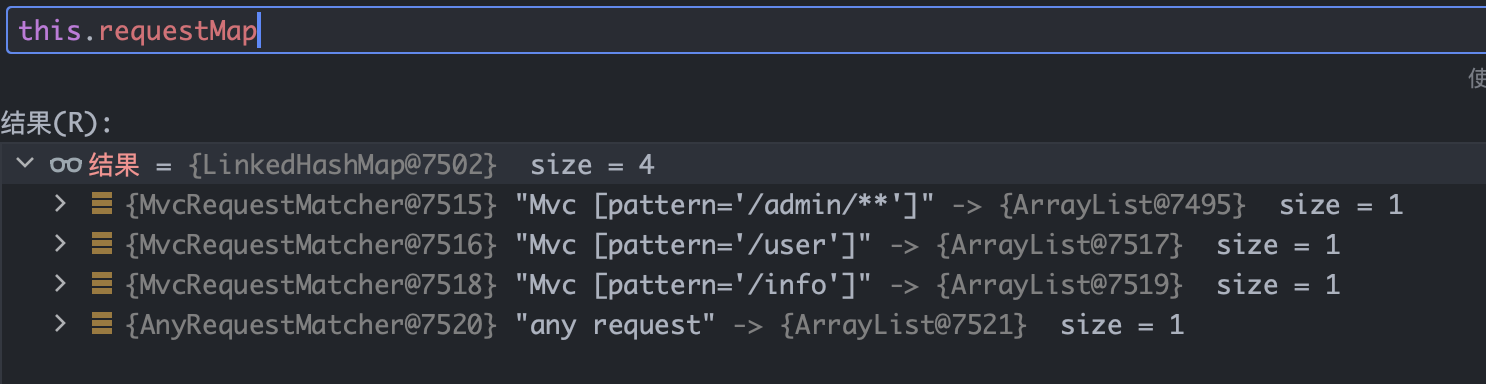 this.requestMap
使
结果(R):
结果 = {LinkedHashMap@7502} size = 4
{MvcRequestMatcher@7515} "Mvc [pattern='/admin/**']" -> {ArrayList@7495} size = 1
{MvcRequestMatcher@7516} "Mvc [pattern='/user']" -> {ArrayList@7517} size = 1
{MvcRequestMatcher@7518} "Mvc [pattern='/info']" -> {ArrayList@7519} size = 1
{AnyRequestMatcher@7520} "any request" -> {ArrayList@7521} size = 1